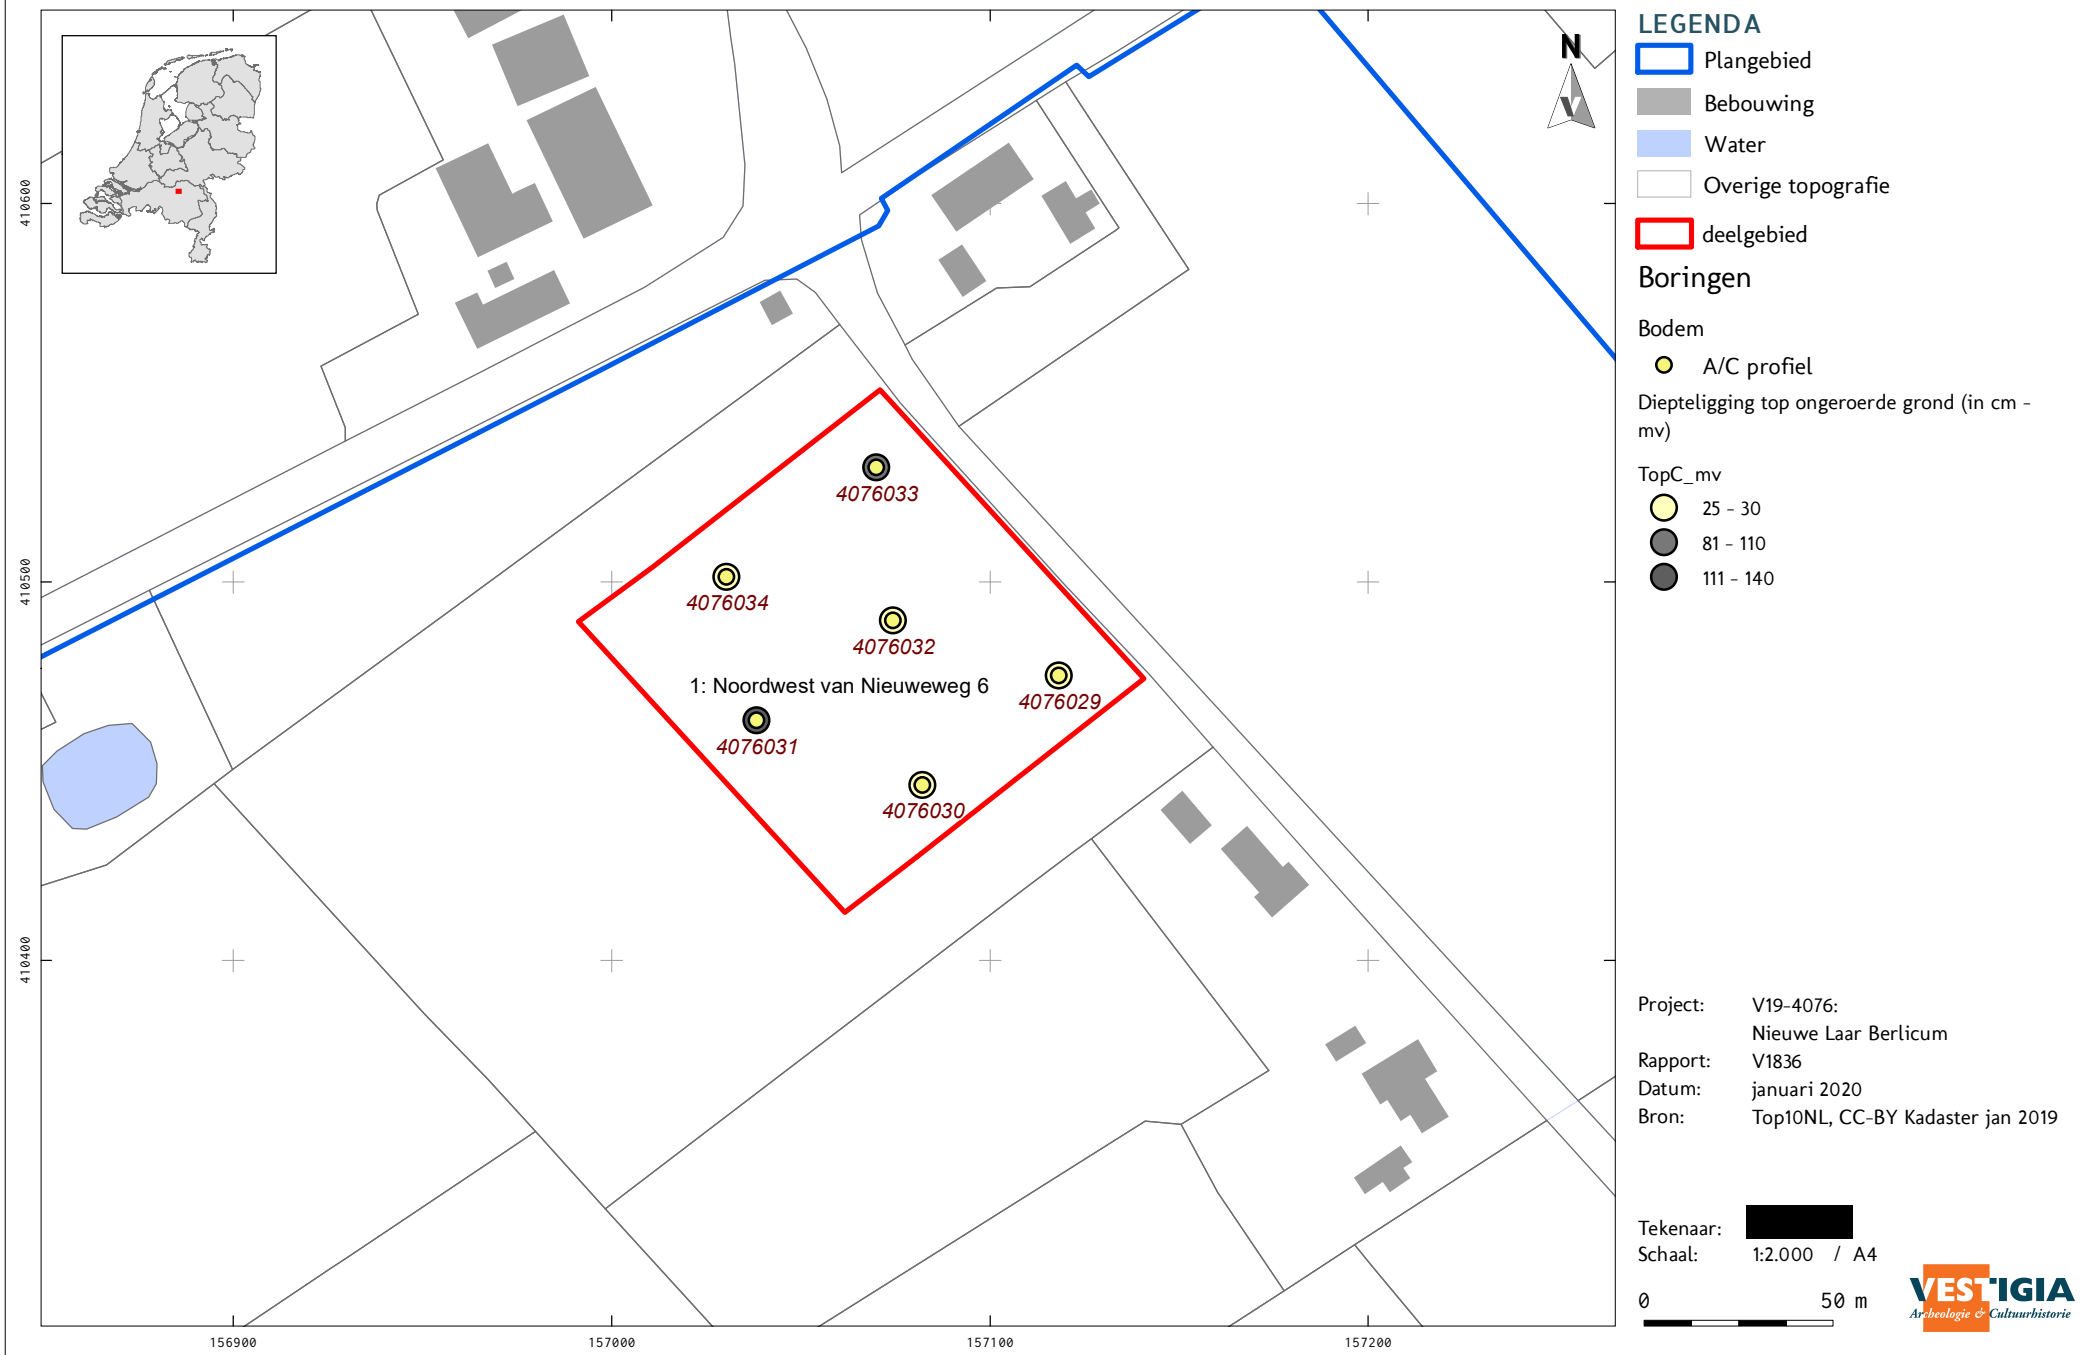 LEGENDA
Plangebied
Bebouwing
Water
Overige topografie
deelgebied
Boringen
Bodem
A/C profiel
Diepteligging top ongeroerde grond (in cm -
mv)
TopC_mv
25 - 30
81 - 110
111 - 140
N
V
410600
410500
410400
156900
157000
157100
157200
4076033
4076034
4076032
1: Noordwest van Nieuweweg 6
4076029
4076031
4076030
Project: V19-4076:
Nieuwe Laar Berlicum
Rapport: V1836
Datum: januari 2020
Bron: Top10NL, CC-BY Kadaster jan 2019
Tekenaar:
Schaal: 1:2.000 / A4
0 50 m
VESTIGIA
Archeologie & Cultuurhistorie